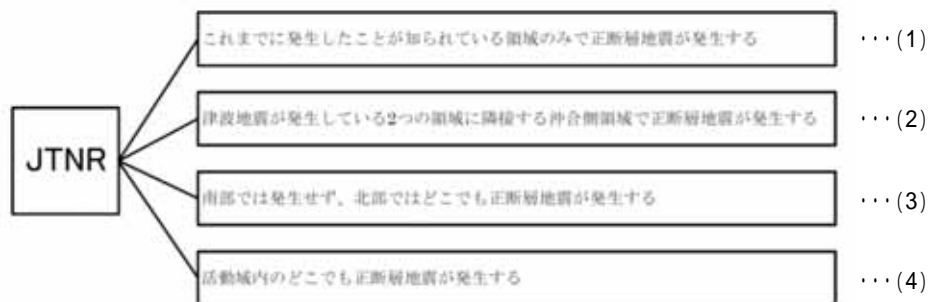 これまでに発生したことが知られている領域のみで正断層地震が発生する
･･･(1)
津波地震が発生している2つの領域に隣接する沖合側領域で正断層地震が発生する
･･･(2)
JTNR
南部では発生せず、北部ではどこでも正断層地震が発生する
･･･(3)
活動域内のどこでも正断層地震が発生する
･･･(4)